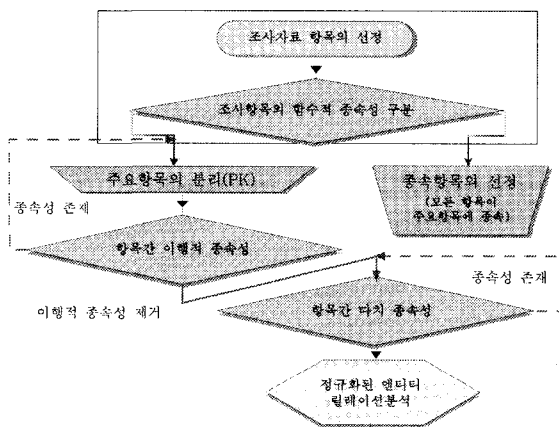 조사자료 항목의 선정
조사항목의 함수적 종속성 구분
주요항목의 분리(PK)
종속항목의 선정
(모든 항목이
주요항목에 종속)
종속성 존재
항목간 이행적 종속성
종속성 존재
이행적 종속성 제거
항목간 다치 종속성
정규화된 엔티티
릴레이션분석